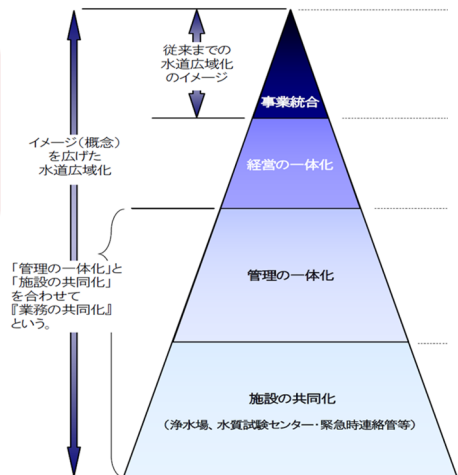 従来までの
水道広域化
のイメージ
事業統合
イメージ（概念）
を広げた
水道広域化
経営の一体化
「管理の一体化」と
「施設の共同化」
を合わせて
『業務の共同化』
という。
管理の一体化
施設の共同化
（浄水場、水質試験センター・緊急時連絡管等）